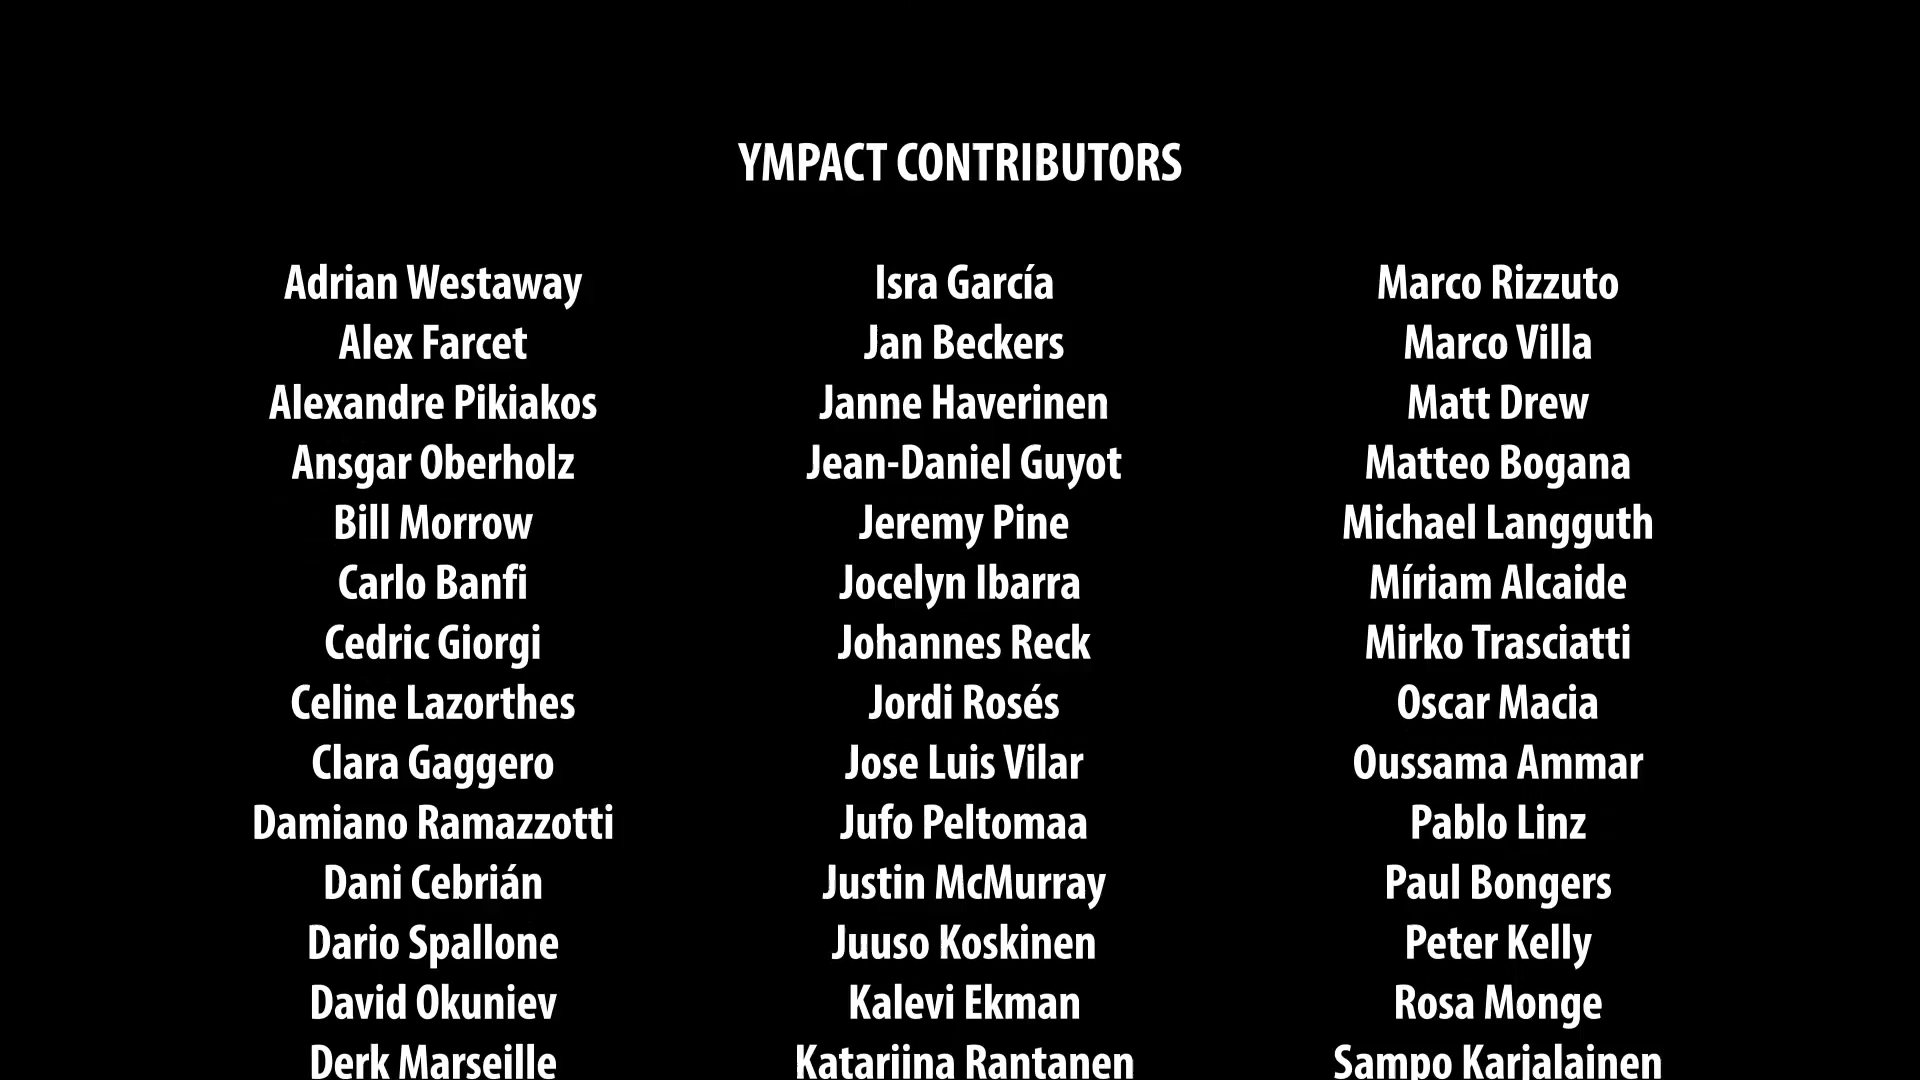 YMPACT CONTRIBUTORS
Adrian Westaway
Alex Farcet
Alexandre Pikiakos
Ansgar Oberholz
Bill Morrow
Carlo Banfi
Cedric Giorgi
Celine Lazorthes
Clara Gaggero
Damiano Ramazzotti
Dani Cebrián
Dario Spallone
David Okuniev
Derk Marseille
Isra García
Jan Beckers
Janne Haverinen
Jean-Daniel Guyot
Jeremy Pine
Jocelyn Ibarra
Johannes Reck
Jordi Rosés
Jose Luis Vilar
Jufo Peltomaa
Justin McMurray
Juuso Koskinen
Kalevi Ekman
Katariina Rantanen
Marco Rizzuto
Marco Villa
Matt Drew
Matteo Bogana
Michael Langguth
Míriam Alcaide
Mirko Trasciatti
Oscar Macia
Oussama Ammar
Pablo Linz
Paul Bongers
Peter Kelly
Rosa Monge
Sampo Karjalainen